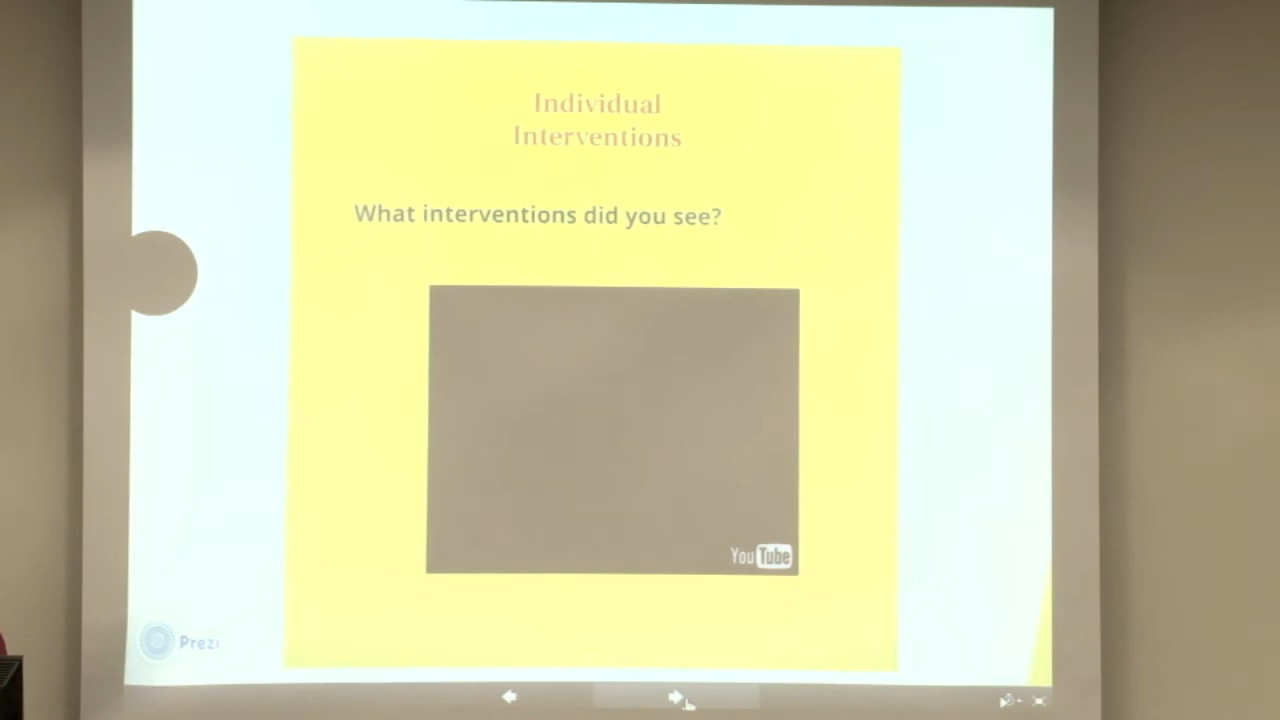 Individual
Interventions
What interventions did you see?
YouTube
Prezi